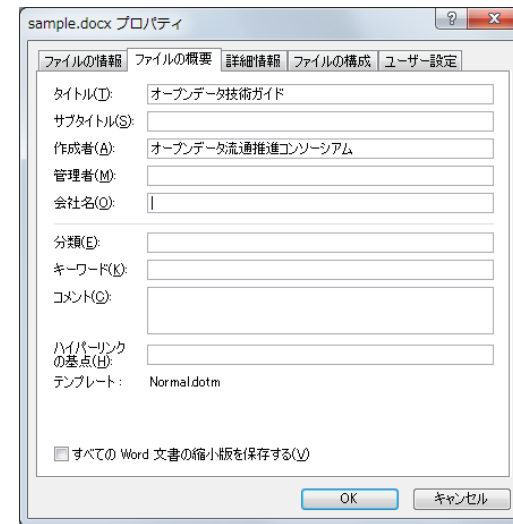 sample.docx プロパティ
ファイルの情報 ファイルの概要 詳細情報 ファイルの構成 ユーザー設定
タイトル(T): オープンデータ技術ガイド
サブタイトル(S):
作成者(A): オープンデータ流通推進コンソーシアム
管理者(M):
会社名(O):
分類(E):
キーワード(K):
コメント(C):
ハイパーリンク
の基点(H):
テンプレート: Normal.dotm
すべての Word 文書の縮小版を保存する(V)
OK キャンセル